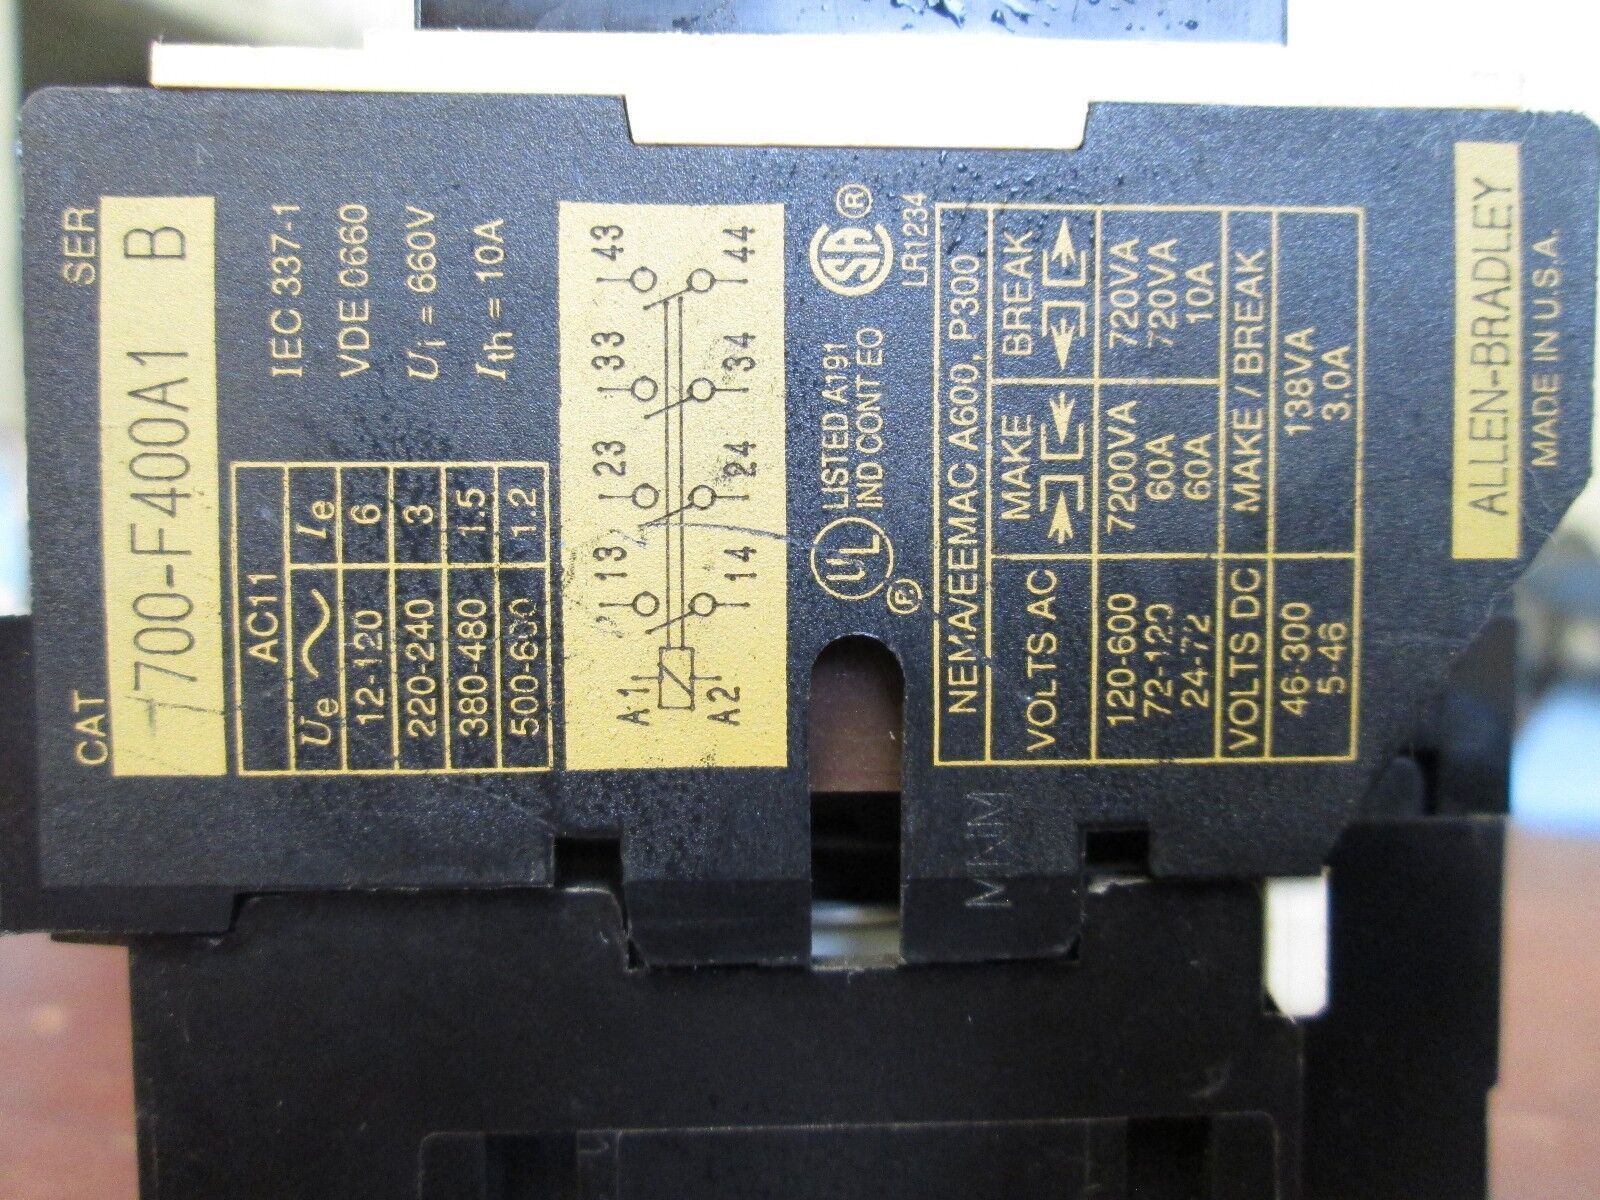 CAT SER
700-F400A1 B
AC11
Ue Ie
12-120 6
220-240 3
380-480 1.5
500-600 1.2
IEC 337-1
VDE 0660
Ui = 660V
Ith = 10A
A1 13 23 33 43
A2 14 24 34 44
UL LISTED A191
IND CONT EQ
SA R
P
LR1234
NEMA/EEMAC A600, P300
VOLTS AC MAKE BREAK
120-600 7200VA 720VA
72-120 60A 720VA
24-72 60A 10A
VOLTS DC MAKE / BREAK
46-300 138VA
5-46 3.0A
ALLEN-BRADLEY
MADE IN U.S.A.